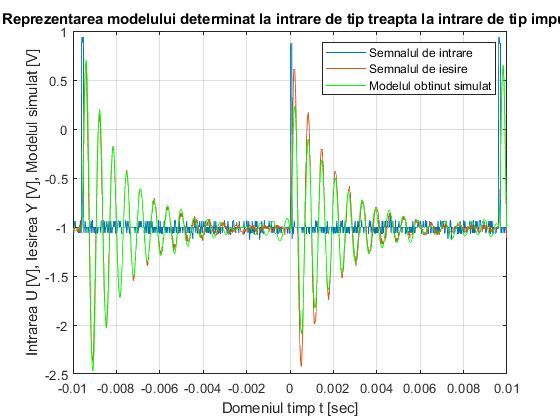 Reprezentarea modelului determinat la intrare de tip treapta la intrare de tip
Semnalul de intrare
Semnalul de iesire
Modelul obtinut simulat
Intrarea U [V], Iesirea Y [V], Modelul simulat [V]
1
0.5
0
-0.5
-1
-1.5
-2
-2.5
-0.01 -0.008 -0.006 -0.004 -0.002 0 0.002 0.004 0.006 0.008 0.01
Domeniul timp t [sec]